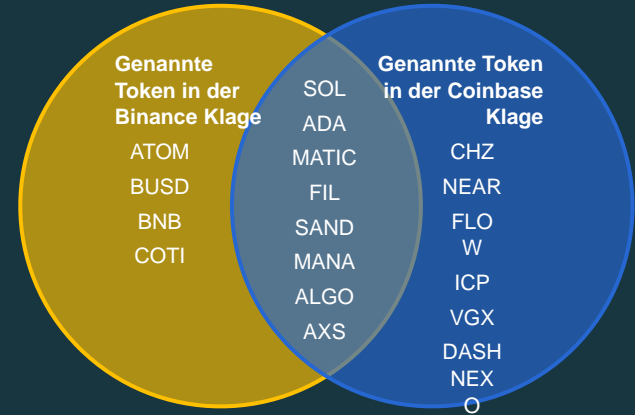 Genannte
Token in der
Binance Klage
ATOM
BUSD
BNB
COTI
SOL
ADA
MATIC
FIL
SAND
MANA
ALGO
AXS
Genannte Token
in der Coinbase
Klage
CHZ
NEAR
FLO
W
ICP
VGX
DASH
NEX
O